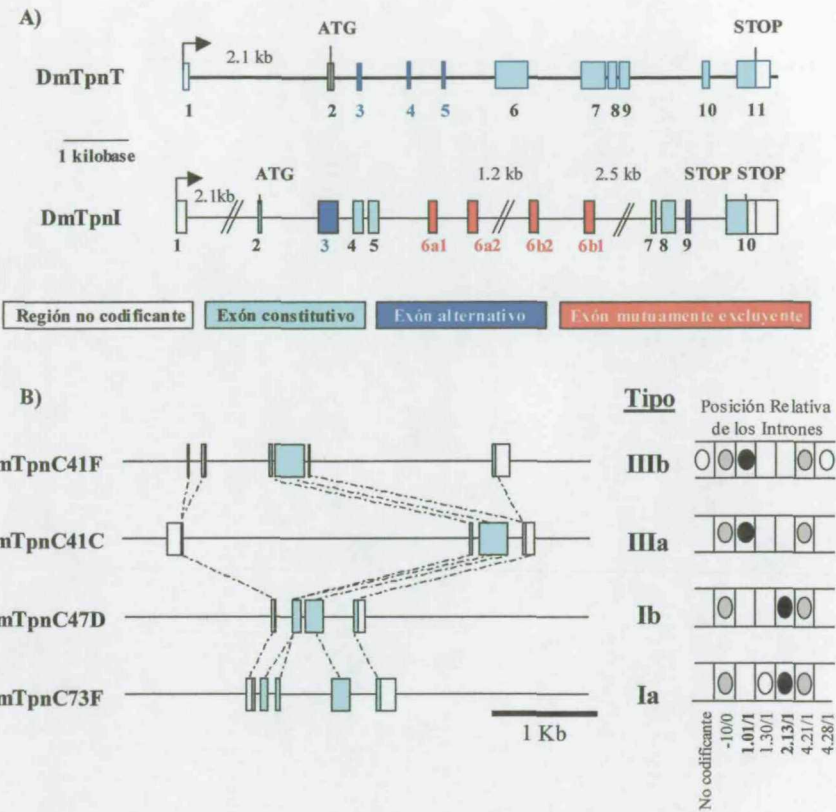 A)
ATG
STOP
2.1 kb
DmTpnT
1 2 3 4 5 6 7 8 9 10 11
1 kilobase
ATG
1.2 kb
2.5 kb
STOP STOP
2.1kb
DmTpnI
1 2 3 4 5 6a1 6a2 6b2 6b1 7 8 9 10
Región no codificante
Exón constitutivo
Exón alternativo
Exón mutuamente excluyente
B)
Tipo
Posición Relativa
de los Intrones
mTpnC41F
IIIb
mTpnC41C
IIIa
mTpnC47D
Ib
mTpnC73F
Ia
1 Kb
No codificante
-10/0
1.01/1
1.30/1
2.13/1
4.21/1
4.28/1